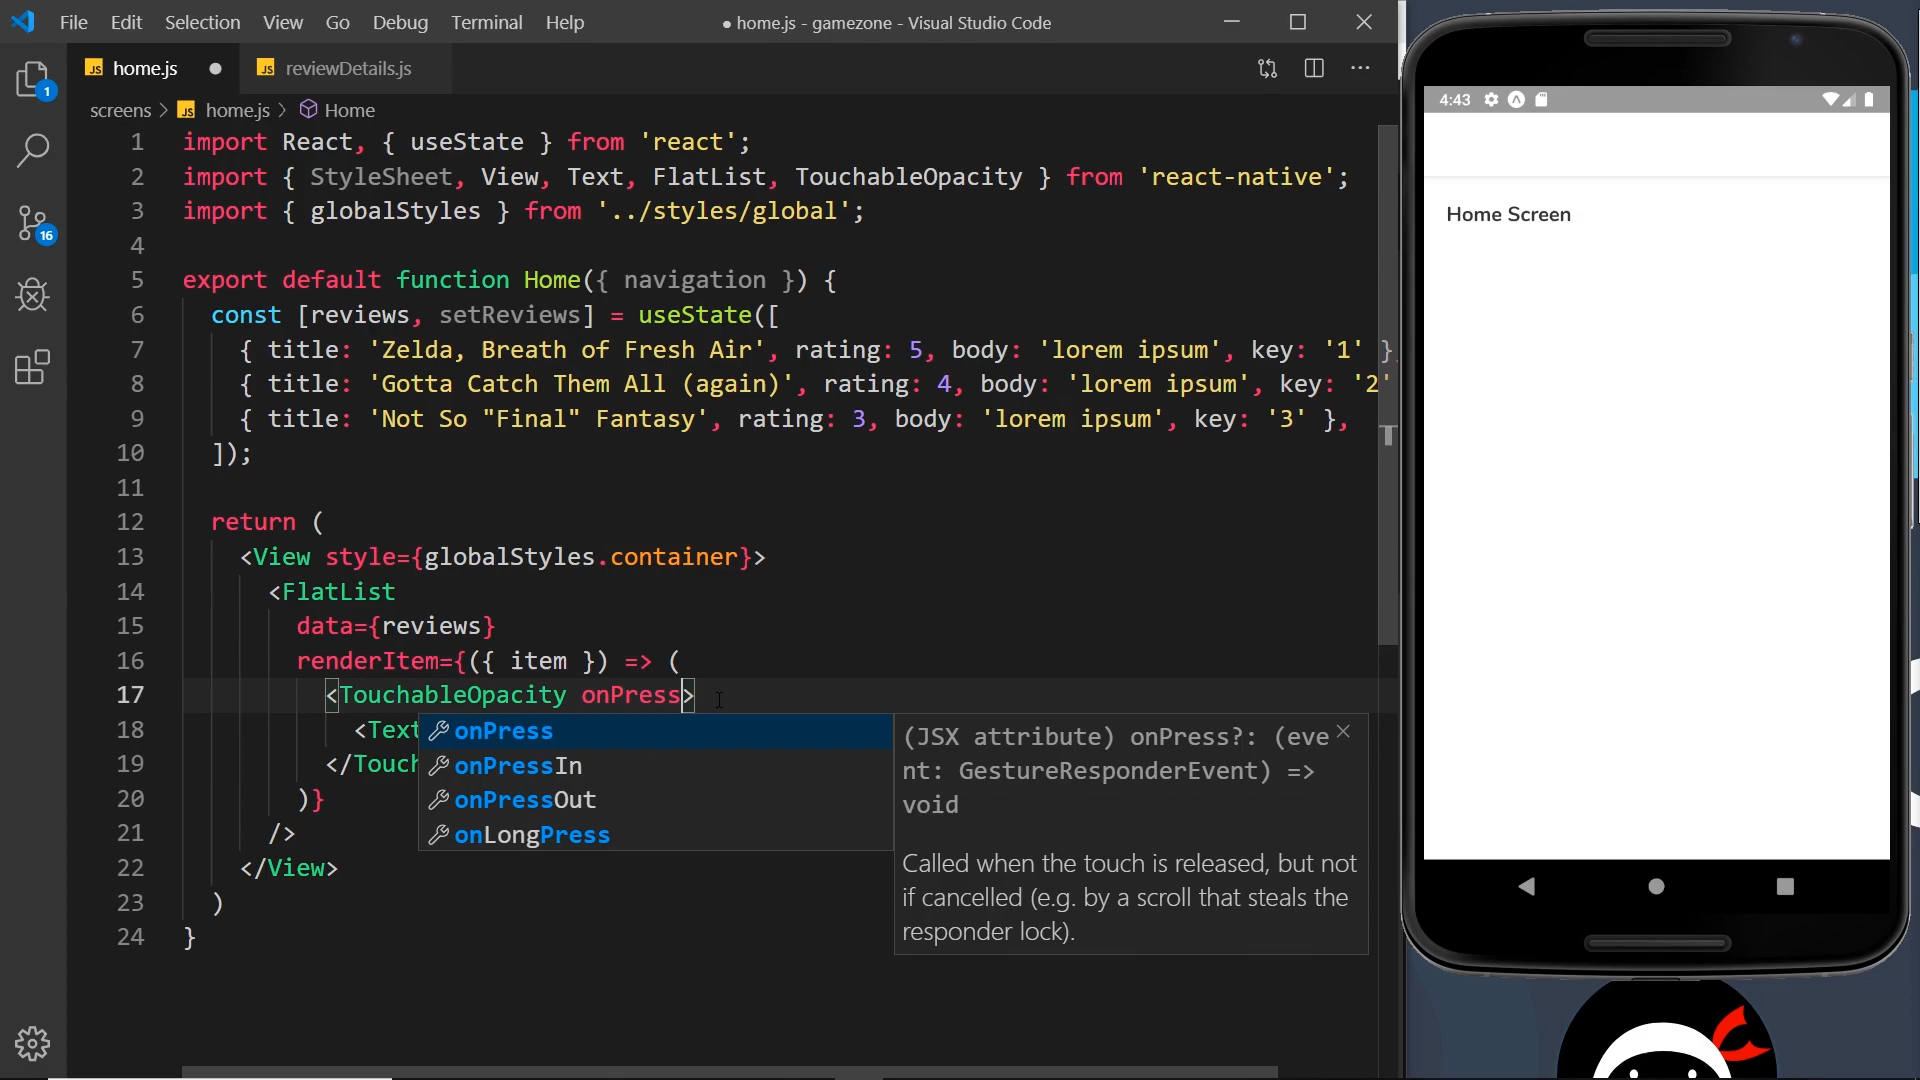 File Edit Selection View Go Debug Terminal Help
● home.js - gamezone - Visual Studio Code
JS home.js ●
JS reviewDetails.js
screens > JS home.js > Home
1 import React, { useState } from 'react';
2 import { StyleSheet, View, Text, FlatList, TouchableOpacity } from 'react-native';
3 import { globalStyles } from '../styles/global';
4
5 export default function Home({ navigation }) {
6 const [reviews, setReviews] = useState([
7 { title: 'Zelda, Breath of Fresh Air', rating: 5, body: 'lorem ipsum', key: '1' }
8 { title: 'Gotta Catch Them All (again)', rating: 4, body: 'lorem ipsum', key: '2'
9 { title: 'Not So "Final" Fantasy', rating: 3, body: 'lorem ipsum', key: '3' },
10 ]);
11
12 return (
13 <View style={globalStyles.container}>
14 <FlatList
15 data={reviews}
16 renderItem={({ item }) => (
17 <TouchableOpacity onPress>
18 <Text
19 </Touch
20 )}
21 />
22 </View>
23 )
24 }
onPress
onPressIn
onPressOut
onLongPress
(JSX attribute) onPress?: (eve
nt: GestureResponderEvent) =>
void
Called when the touch is released, but not
if cancelled (e.g. by a scroll that steals the
responder lock).
1
16
4:43
Home Screen